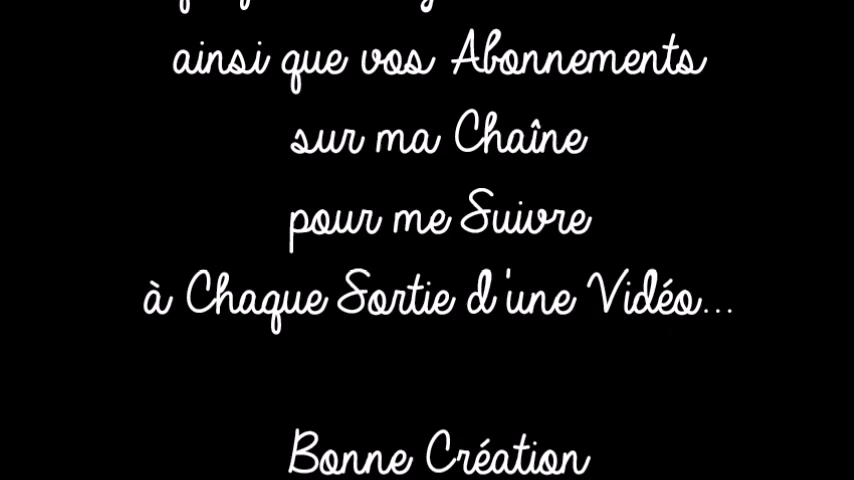 ainsi que vos Abonnements
sur ma Chaîne
pour me Suivre
à Chaque Sortie d'une Vidéo...
Bonne Création